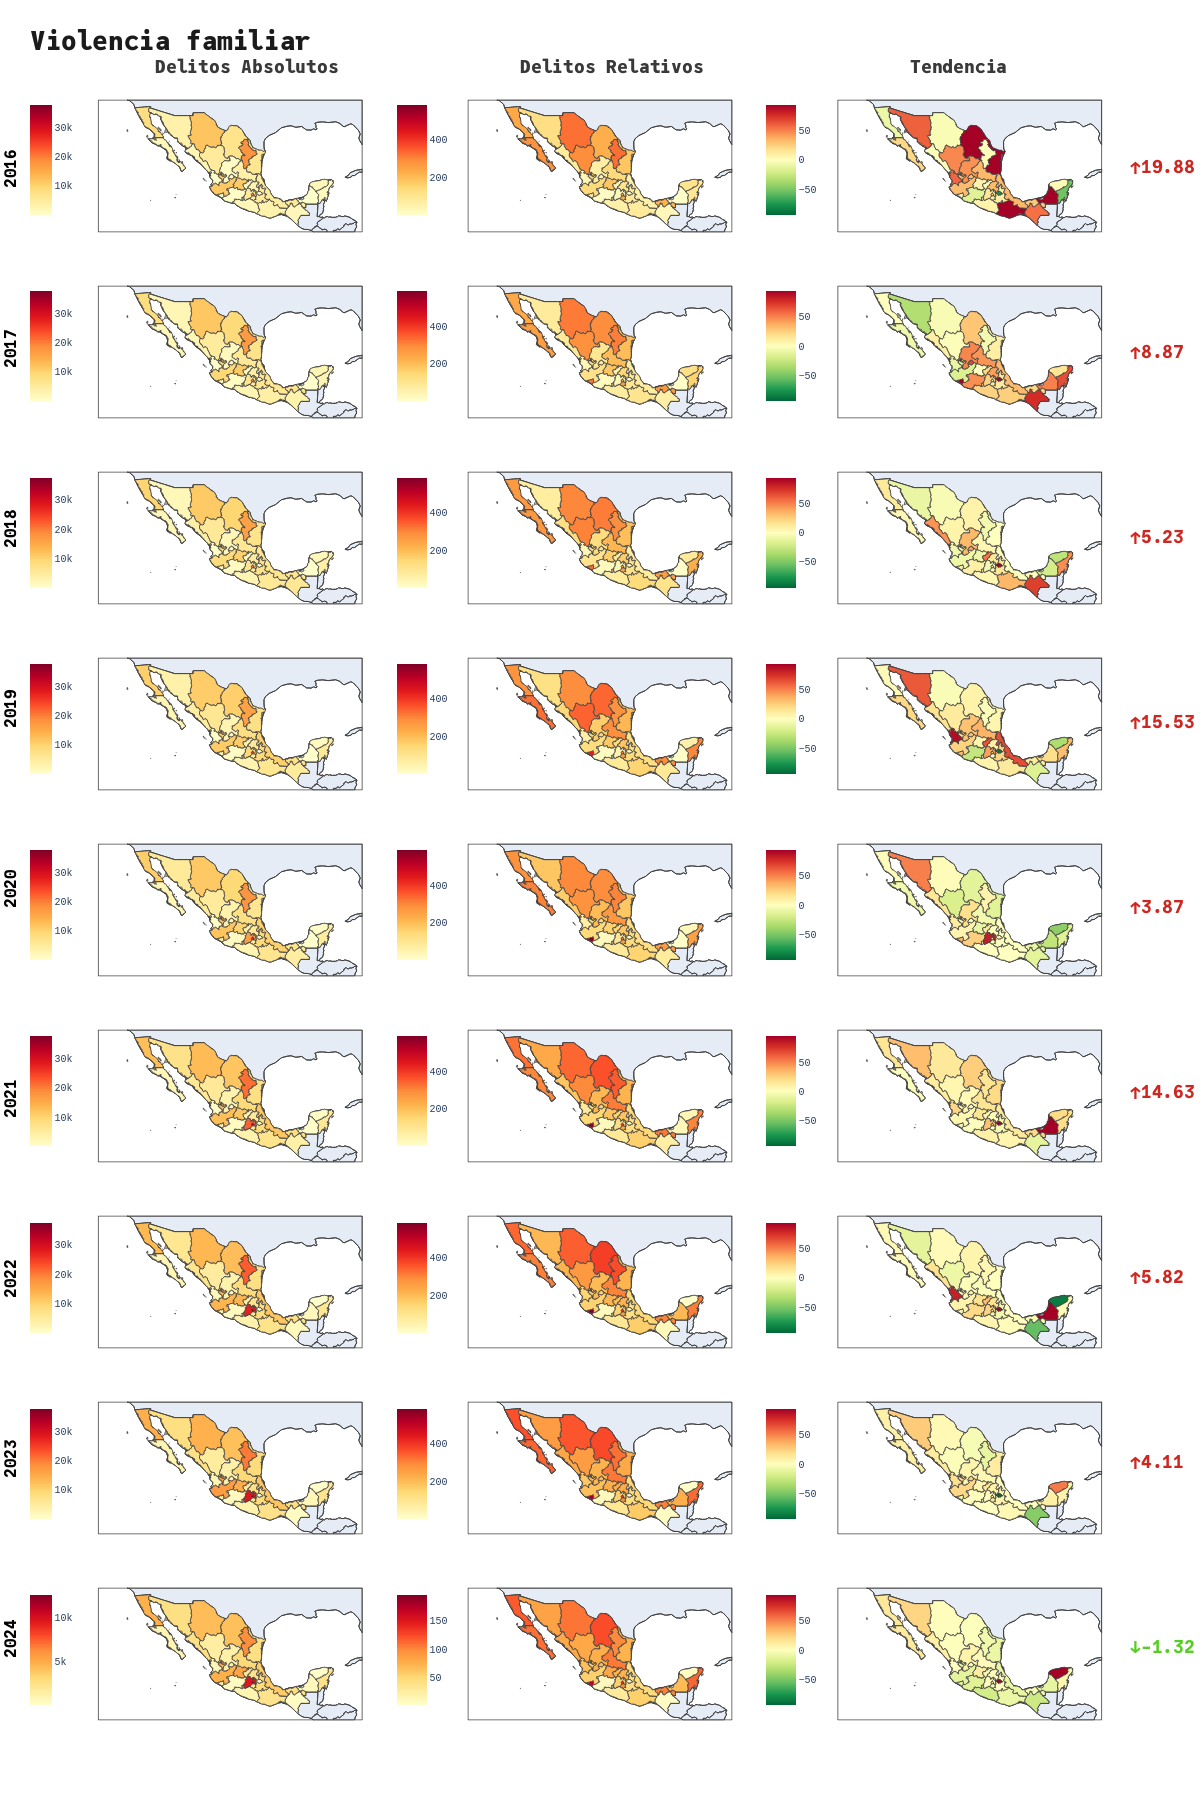 Violencia familiar
Delitos Absolutos Delitos Relativos Tendencia
2016
30k
20k
10k
400
200
50
0
−50
↑19.88
2017
30k
20k
10k
400
200
50
0
−50
↑8.87
2018
30k
20k
10k
400
200
50
0
−50
↑5.23
2019
30k
20k
10k
400
200
50
0
−50
↑15.53
2020
30k
20k
10k
400
200
50
0
−50
↑3.87
2021
30k
20k
10k
400
200
50
0
−50
↑14.63
2022
30k
20k
10k
400
200
50
0
−50
↑5.82
2023
30k
20k
10k
400
200
50
0
−50
↑4.11
2024
10k
5k
150
100
50
50
0
−50
↓-1.32